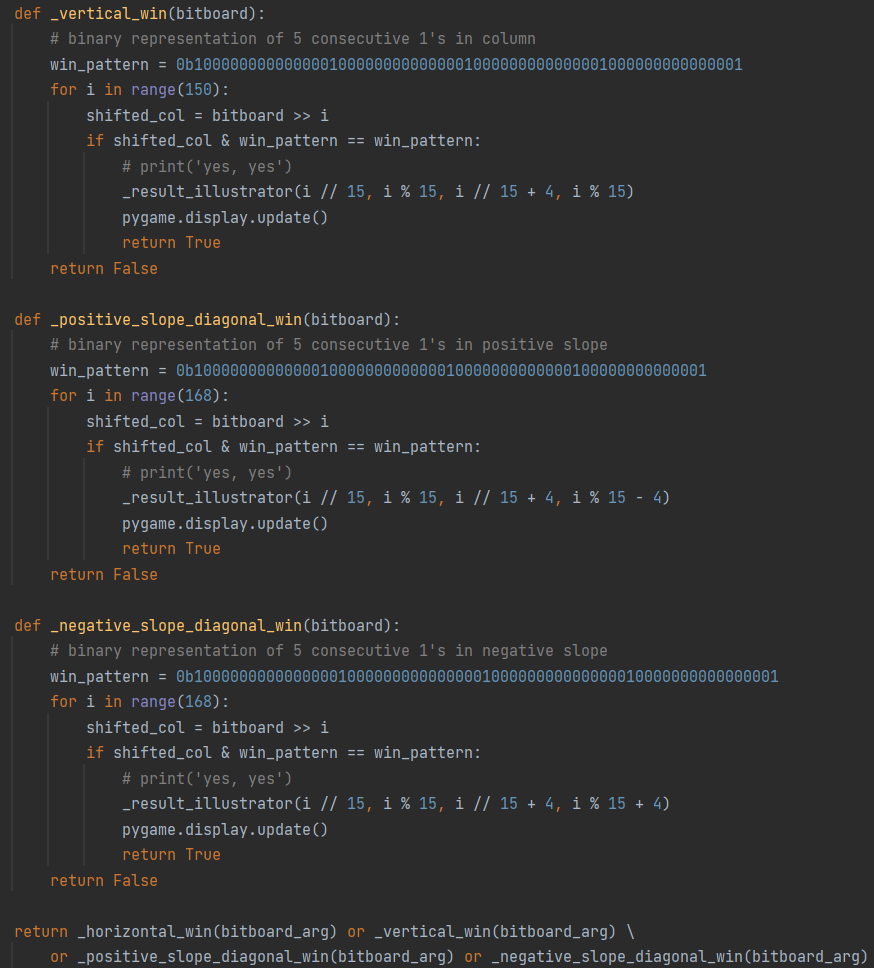 def _vertical_win(bitboard):
    # binary representation of 5 consecutive 1's in column
    win_pattern = 0b1000000000000001000000000000001000000000000001000000000000001
    for i in range(150):
        shifted_col = bitboard >> i
        if shifted_col & win_pattern == win_pattern:
            # print('yes, yes')
            _result_illustrator(i // 15, i % 15, i // 15 + 4, i % 15)
            pygame.display.update()
            return True
    return False
def _positive_slope_diagonal_win(bitboard):
    # binary representation of 5 consecutive 1's in positive slope
    win_pattern = 0b100000000000001000000000000010000000000000100000000000001
    for i in range(168):
        shifted_col = bitboard >> i
        if shifted_col & win_pattern == win_pattern:
            # print('yes, yes')
            _result_illustrator(i // 15, i % 15, i // 15 + 4, i % 15 - 4)
            pygame.display.update()
            return True
    return False
def _negative_slope_diagonal_win(bitboard):
    # binary representation of 5 consecutive 1's in negative slope
    win_pattern = 0b10000000000000001000000000000000100000000000000010000000000000001
    for i in range(168):
        shifted_col = bitboard >> i
        if shifted_col & win_pattern == win_pattern:
            # print('yes, yes')
            _result_illustrator(i // 15, i % 15, i // 15 + 4, i % 15 + 4)
            pygame.display.update()
            return True
    return False
return _horizontal_win(bitboard_arg) or _vertical_win(bitboard_arg) \
    or _positive_slope_diagonal_win(bitboard_arg) or _negative_slope_diagonal_win(bitboard_arg)